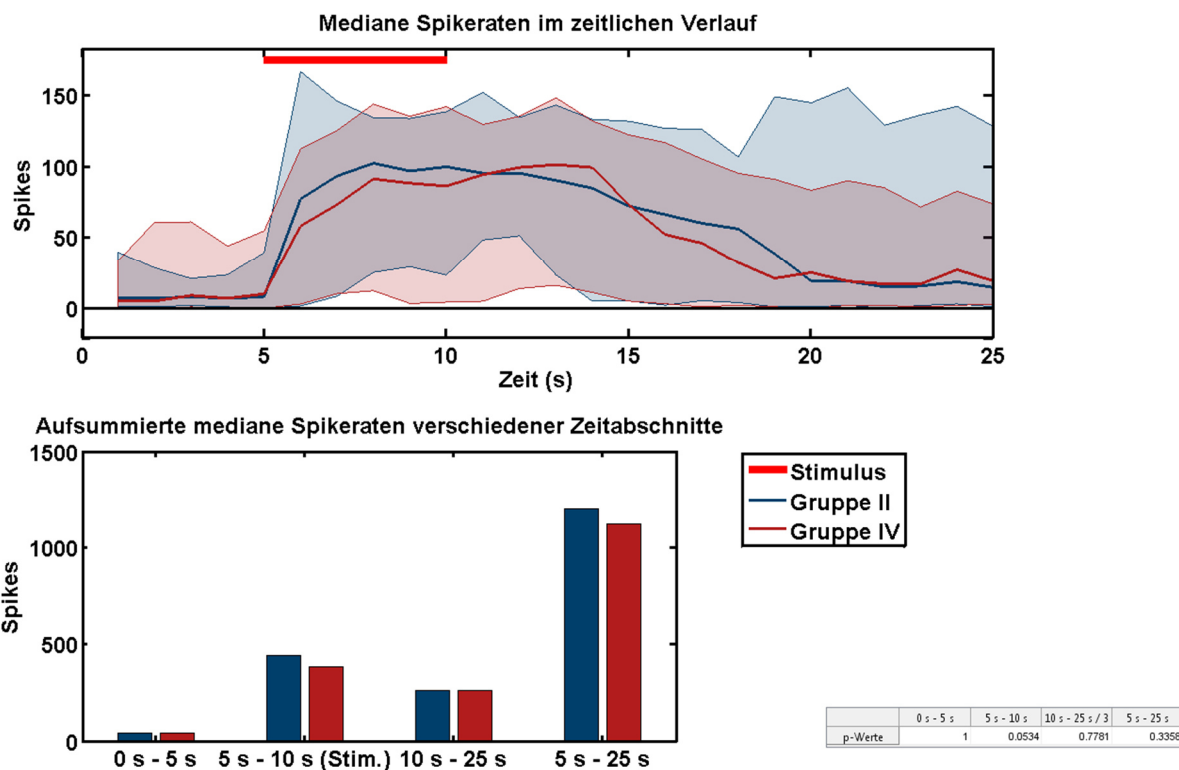 Mediane Spikeraten im zeitlichen Verlauf
150
100
50
0
Spikes
0 5 10 15 20 25
Zeit (s)
Aufsummierte mediane Spikeraten verschiedener Zeitabschnitte
1500
1000
500
0
Spikes
0 s - 5 s 5 s - 10 s (Stim.) 10 s - 25 s 5 s - 25 s
Stimulus
Gruppe II
Gruppe IV
0 s - 5 s 5 s - 10 s 10 s - 25 s / 3 5 s - 25 s
p-Werte 1 0.0534 0.7781 0.3358